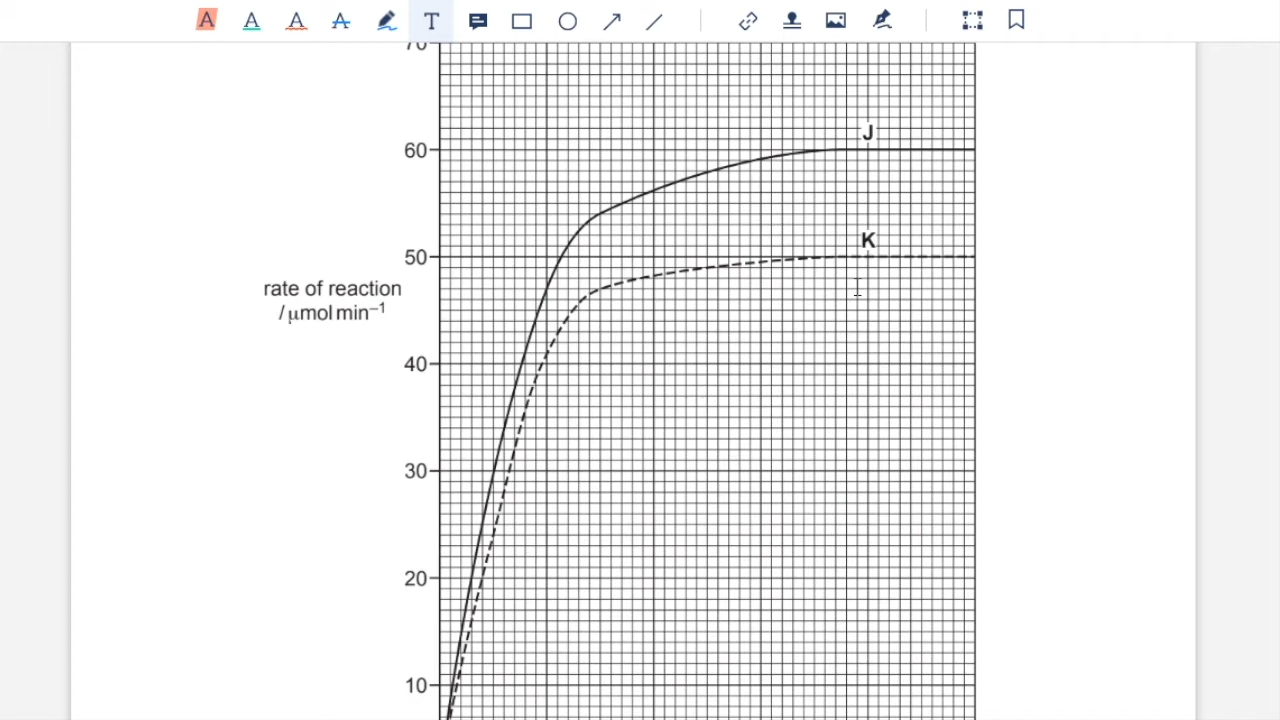 A A A A T
70
J
60
K
50
rate of reaction
/ μmol min⁻¹
40
30
20
10